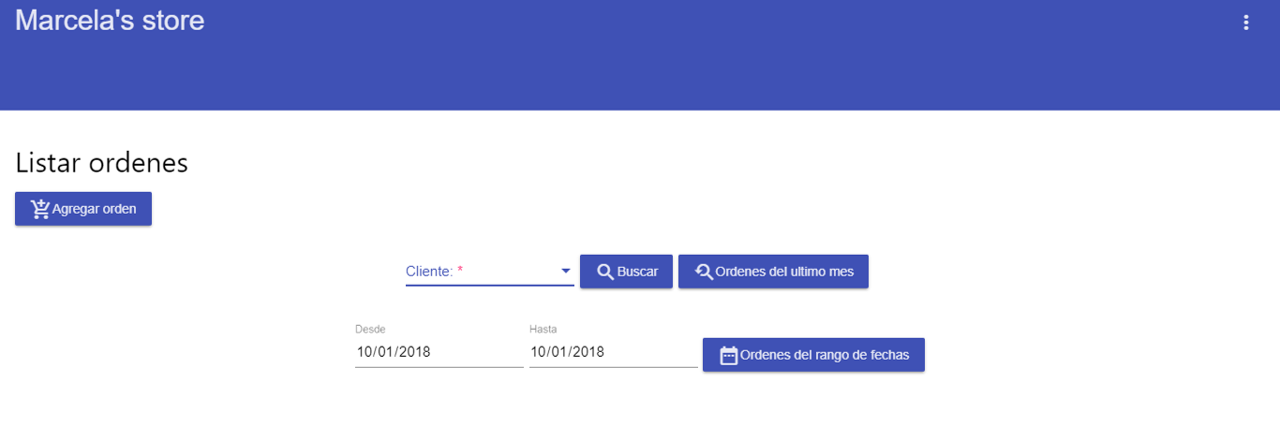 Marcela's store
Listar ordenes
Agregar orden
Cliente: * Buscar Ordenes del ultimo mes
Desde Hasta
10/01/2018 10/01/2018 Ordenes del rango de fechas